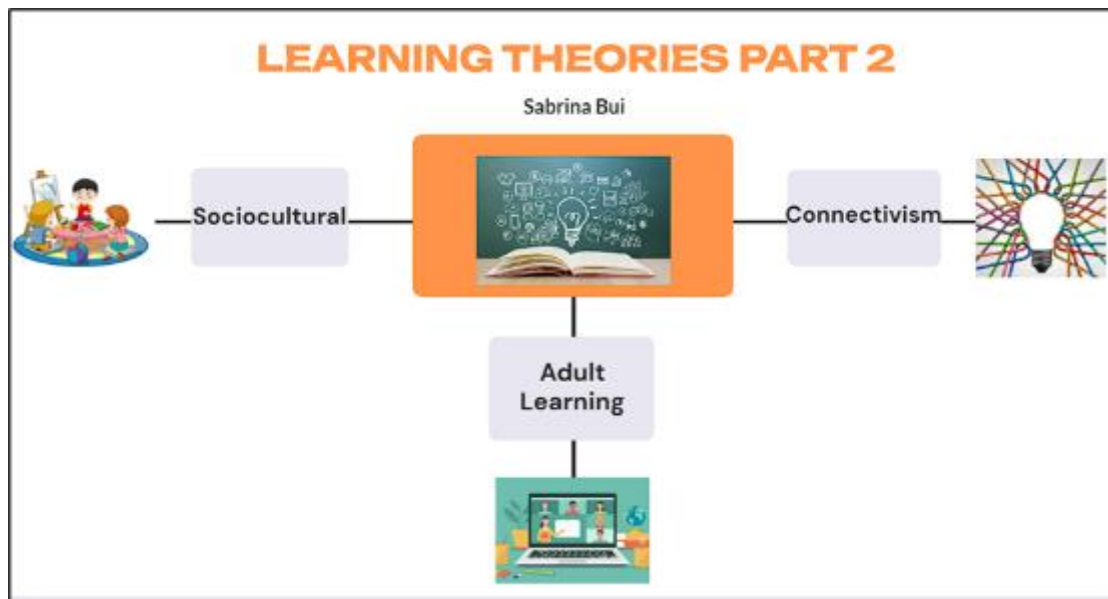 LEARNING THEORIES PART 2
Sabrina Bui
Sociocultural
Connectivism
Adult
Learning